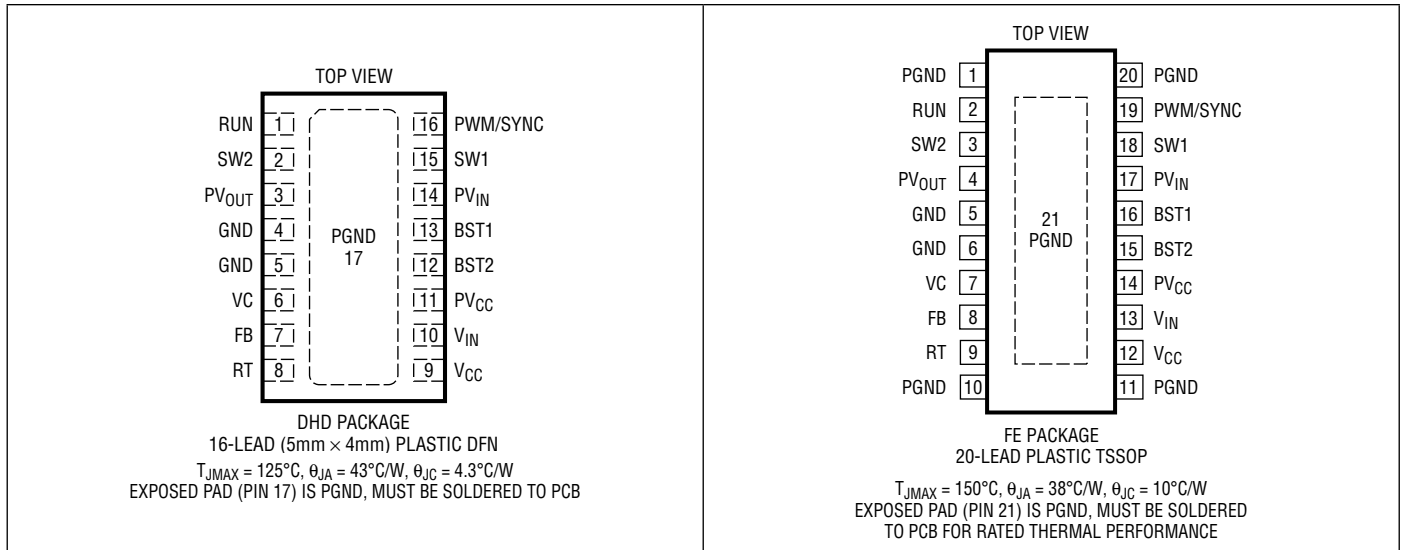 TOP VIEW
RUN 1
SW2 2
PVOUT 3
GND 4
GND 5
VC 6
FB 7
RT 8
PGND
17
16 PWM/SYNC
15 SW1
14 PVIN
13 BST1
12 BST2
11 PVCC
10 VIN
9 VCC
DHD PACKAGE
16-LEAD (5mm × 4mm) PLASTIC DFN
TJMAX = 125°C, θJA = 43°C/W, θJC = 4.3°C/W
EXPOSED PAD (PIN 17) IS PGND, MUST BE SOLDERED TO PCB
TOP VIEW
PGND 1
RUN 2
SW2 3
PVOUT 4
GND 5
GND 6
VC 7
FB 8
RT 9
PGND 10
21
PGND
20 PGND
19 PWM/SYNC
18 SW1
17 PVIN
16 BST1
15 BST2
14 PVCC
13 VIN
12 VCC
11 PGND
FE PACKAGE
20-LEAD PLASTIC TSSOP
TJMAX = 150°C, θJA = 38°C/W, θJC = 10°C/W
EXPOSED PAD (PIN 21) IS PGND, MUST BE SOLDERED
TO PCB FOR RATED THERMAL PERFORMANCE